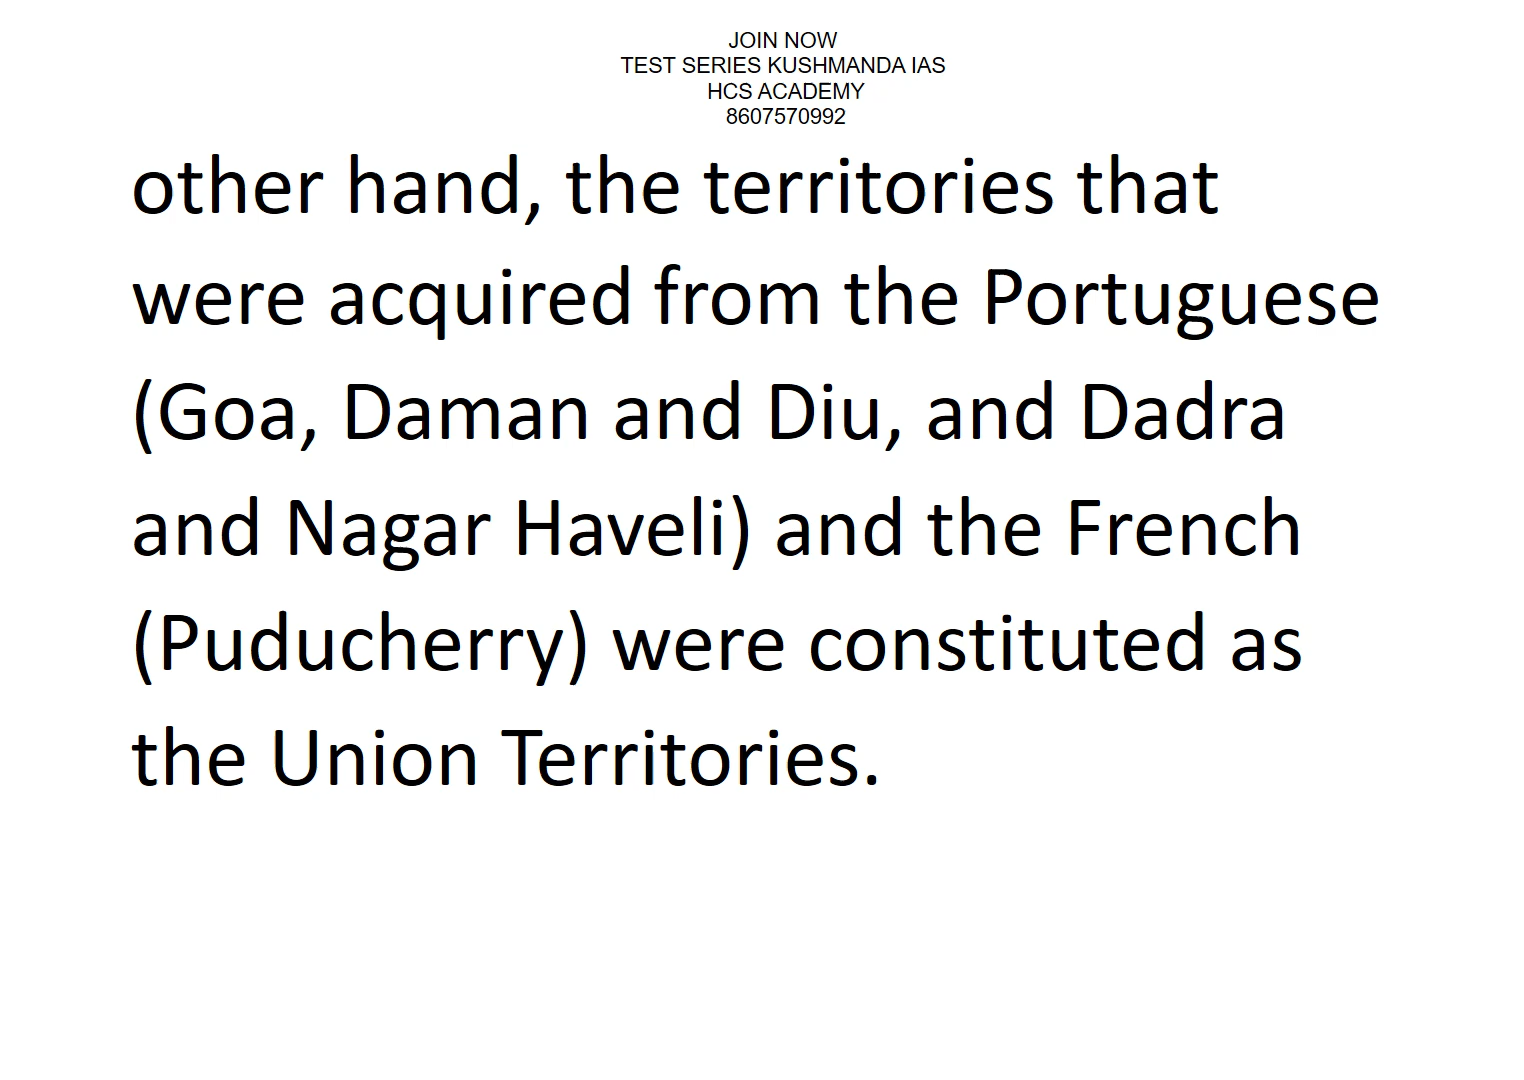 JOIN NOW
TEST SERIES KUSHMANDA IAS
HCS ACADEMY
8607570992
other hand, the territories that
were acquired from the Portuguese
(Goa, Daman and Diu, and Dadra
and Nagar Haveli) and the French
(Puducherry) were constituted as
the Union Territories.